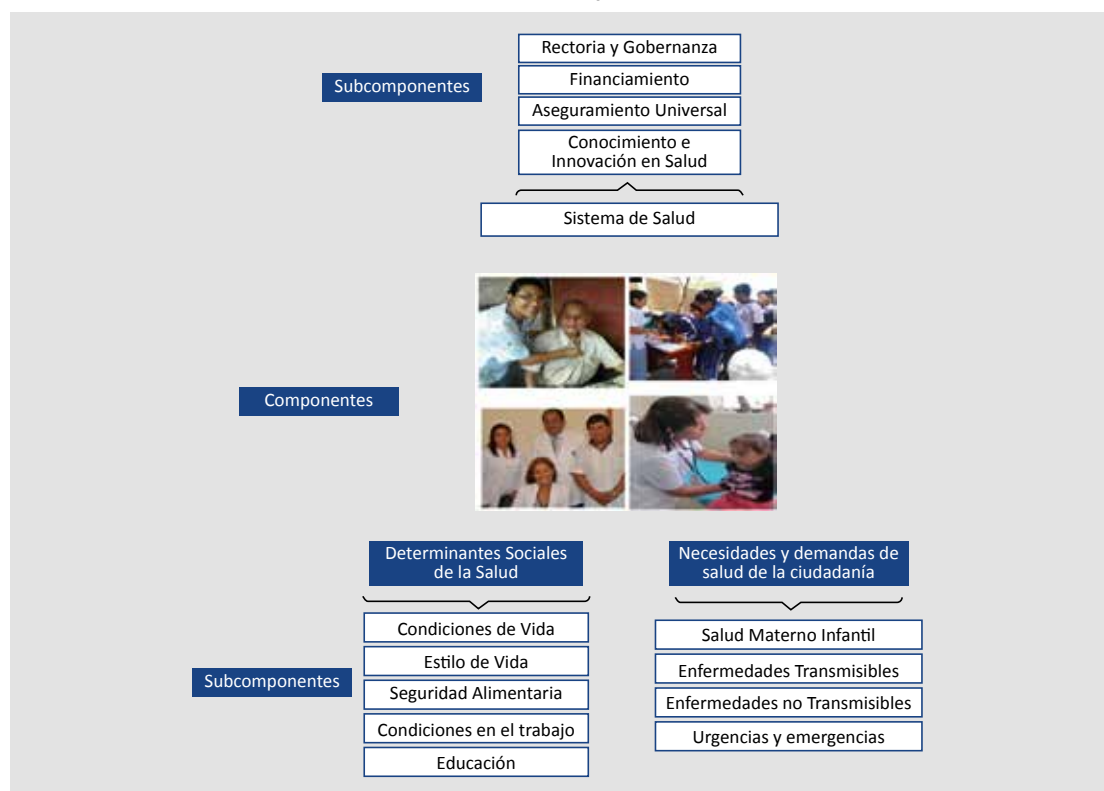 Rectoria y Gobernanza
Subcomponentes
Financiamiento
Aseguramiento Universal
Conocimiento e
Innovación en Salud
Sistema de Salud
Componentes
Determinantes Sociales
de la Salud
Necesidades y demandas de
salud de la ciudadanía
Condiciones de Vida
Estilo de Vida
Subcomponentes
Seguridad Alimentaria
Condiciones en el trabajo
Educación
Salud Materno Infantil
Enfermedades Transmisibles
Enfermedades no Transmisibles
Urgencias y emergencias